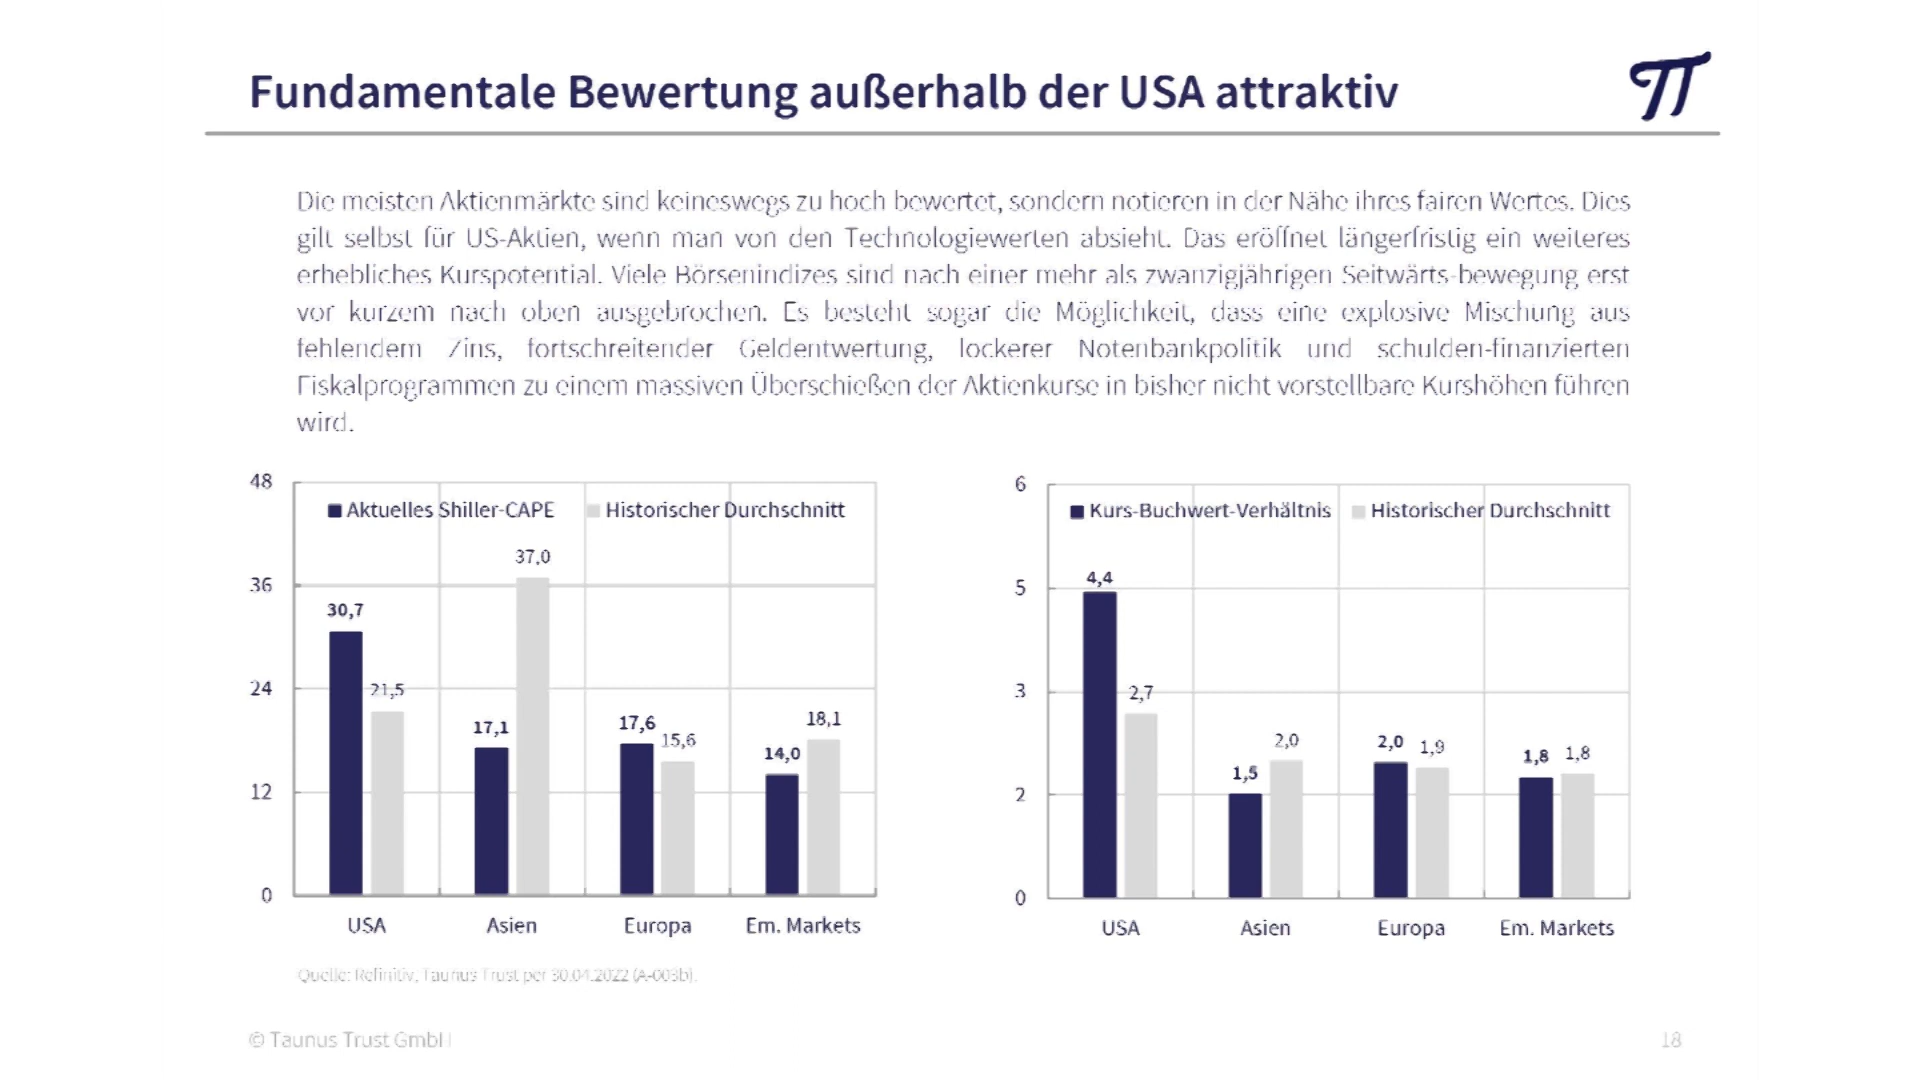 Fundamentale Bewertung außerhalb der USA attraktiv
Die meisten Aktienmärkte sind keineswegs zu hoch bewertet, sondern notieren in der Nähe ihres fairen Wertes. Dies
gilt selbst für US-Aktien, wenn man von den Technologiewerten absieht. Das eröffnet längerfristig ein weiteres
erhebliches Kurspotential. Viele Börsenindizes sind nach einer mehr als zwanzigjährigen Seitwärts-bewegung erst
vor kurzem nach oben ausgebrochen. Es besteht sogar die Möglichkeit, dass eine explosive Mischung aus
fehlendem Zins, fortschreitender Geldentwertung, lockerer Notenbankpolitik und schulden-finanzierten
Fiskalprogrammen zu einem massiven Überschießen der Aktienkurse in bisher nicht vorstellbare Kurshöhen führen
wird.
48
Aktuelles Shiller-CAPE Historischer Durchschnitt
37,0
36
30,7
24
21,5
17,1
17,6
15,6
14,0
18,1
12
0
USA Asien Europa Em. Markets
6
Kurs-Buchwert-Verhältnis Historischer Durchschnitt
4,4
5
3
2,7
1,5
2,0
2,0
1,9
1,8
1,8
2
0
USA Asien Europa Em. Markets
Quelle: Refinitiv, Taunus Trust per 30.04.2022 (A-003b).
© Taunus Trust GmbH
18